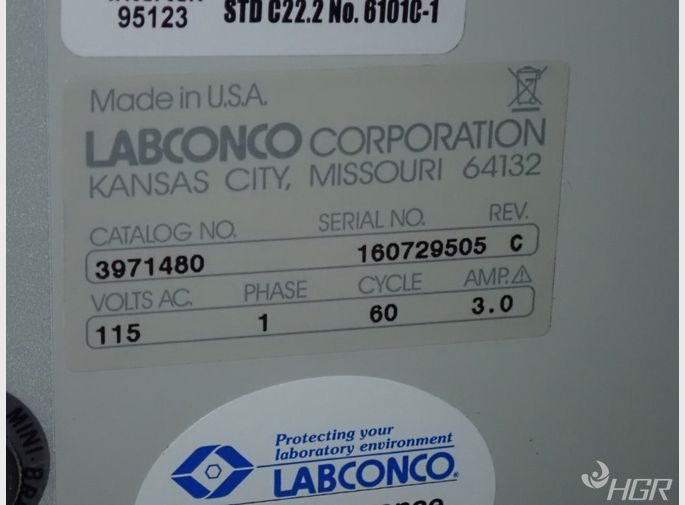 95123
STD C22.2 No. 6101C-1
Made in U.S.A.
LABCONCO CORPORATION
KANSAS CITY, MISSOURI 64132
CATALOG NO. SERIAL NO. REV.
3971480 160729505 C
VOLTS AC. PHASE CYCLE AMP.⚠
115 1 60 3.0
MINI-BR
Protecting your
laboratory environment
LABCONCO®
HGR